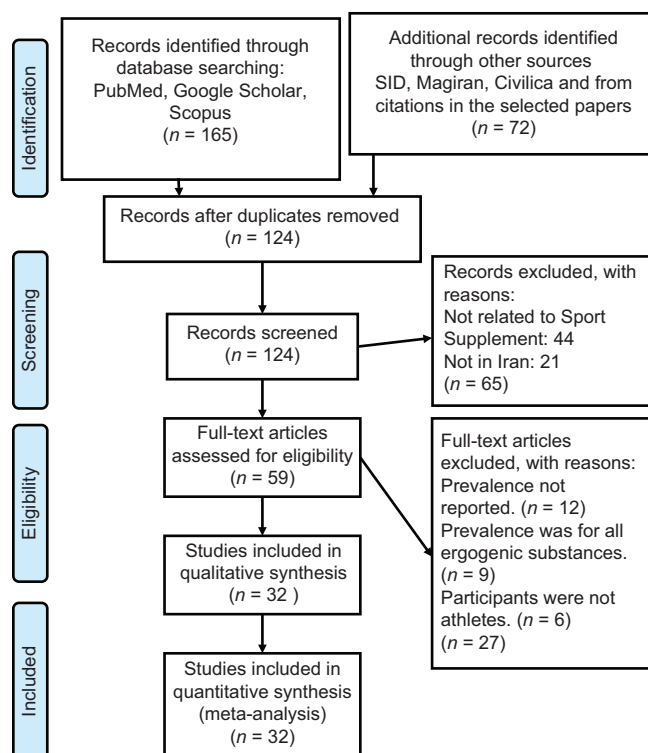 Identification
Records identified through
database searching:
PubMed, Google Scholar,
Scopus
(n = 165)
Additional records identified
through other sources
SID, Magiran, Civilica and from
citations in the selected papers
(n = 72)
Records after duplicates removed
(n = 124)
Screening
Records screened
(n = 124)
Records excluded, with
reasons:
Not related to Sport
Supplement: 44
Not in Iran: 21
(n = 65)
Eligibility
Full-text articles
assessed for eligibility
(n = 59)
Full-text articles
excluded, with reasons:
Prevalence not
reported. (n = 12)
Prevalence was for all
ergogenic substances.
(n = 9)
Participants were not
athletes. (n = 6)
(n = 27)
Studies included in
qualitative synthesis
(n = 32 )
Included
Studies included in
quantitative synthesis
(meta-analysis)
(n = 32)